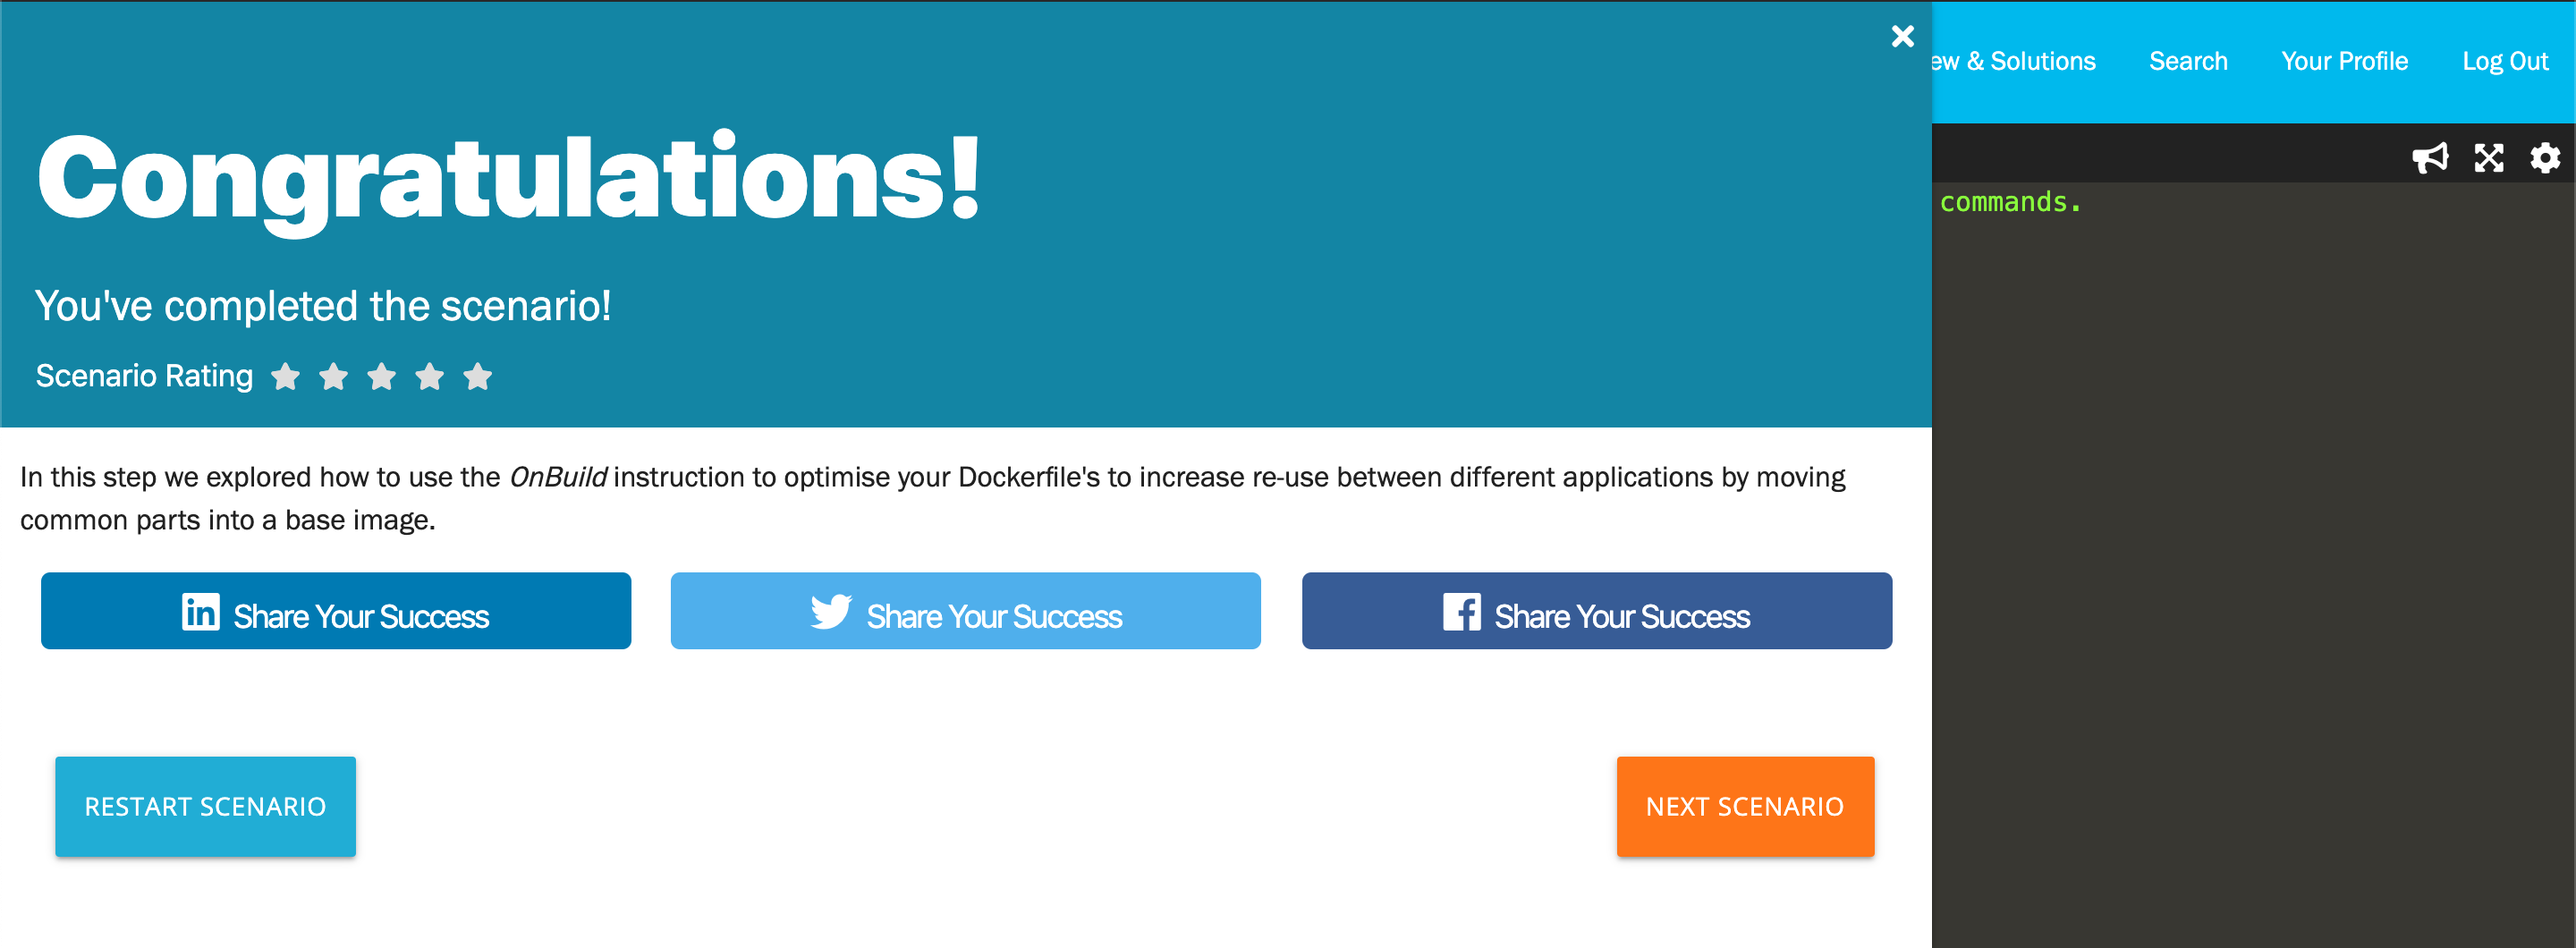 ew & Solutions Search Your Profile Log Out
commands.
Congratulations!
You've completed the scenario!
Scenario Rating
In this step we explored how to use the OnBuild instruction to optimise your Dockerfile's to increase re-use between different applications by moving
common parts into a base image.
in Share Your Success
Share Your Success
f Share Your Success
RESTART SCENARIO
NEXT SCENARIO